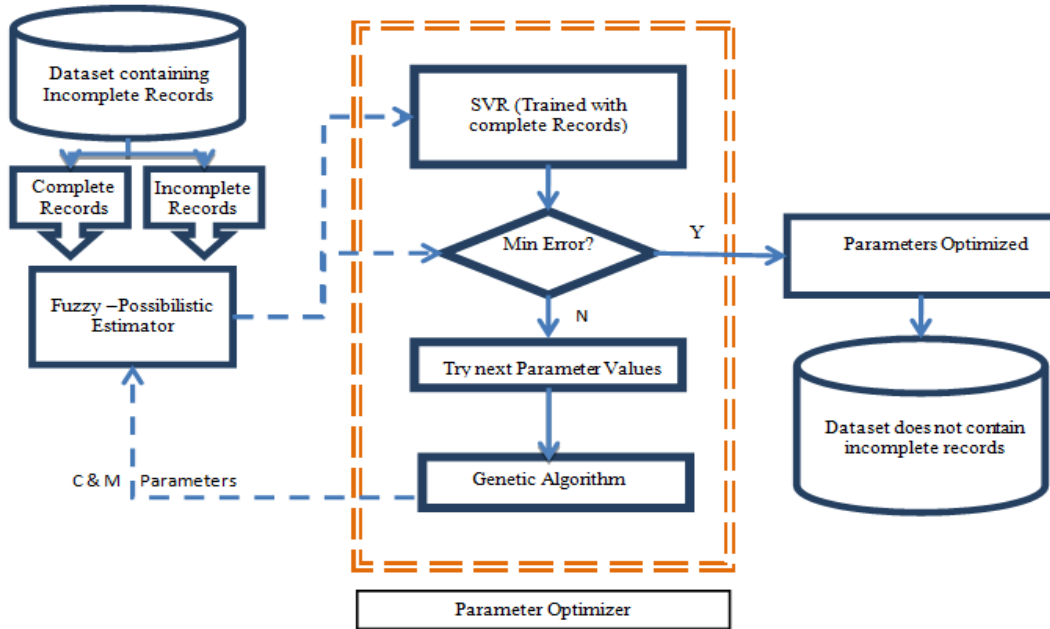 Dataset containing
Incomplete Records
Complete
Records
Incomplete
Records
Fuzzy –Possibilistic
Estimator
C & M Parameters
SVR (Trained with
complete Records)
Min Error?
Y
N
Try next Parameter Values
Genetic Algorithm
Parameter Optimizer
Parameters Optimized
Dataset does not contain
incomplete records